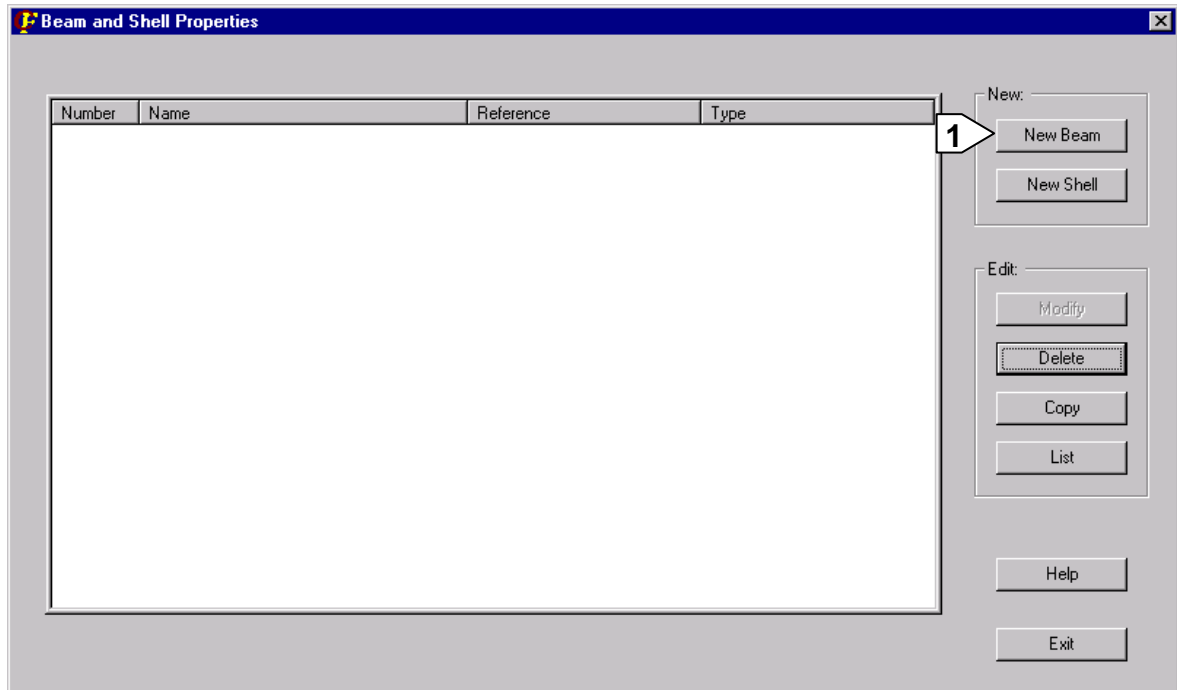 Beam and Shell Properties
Number Name Reference Type
New:
1
New Beam
New Shell
Edit:
Modify
Delete
Copy
List
Help
Exit